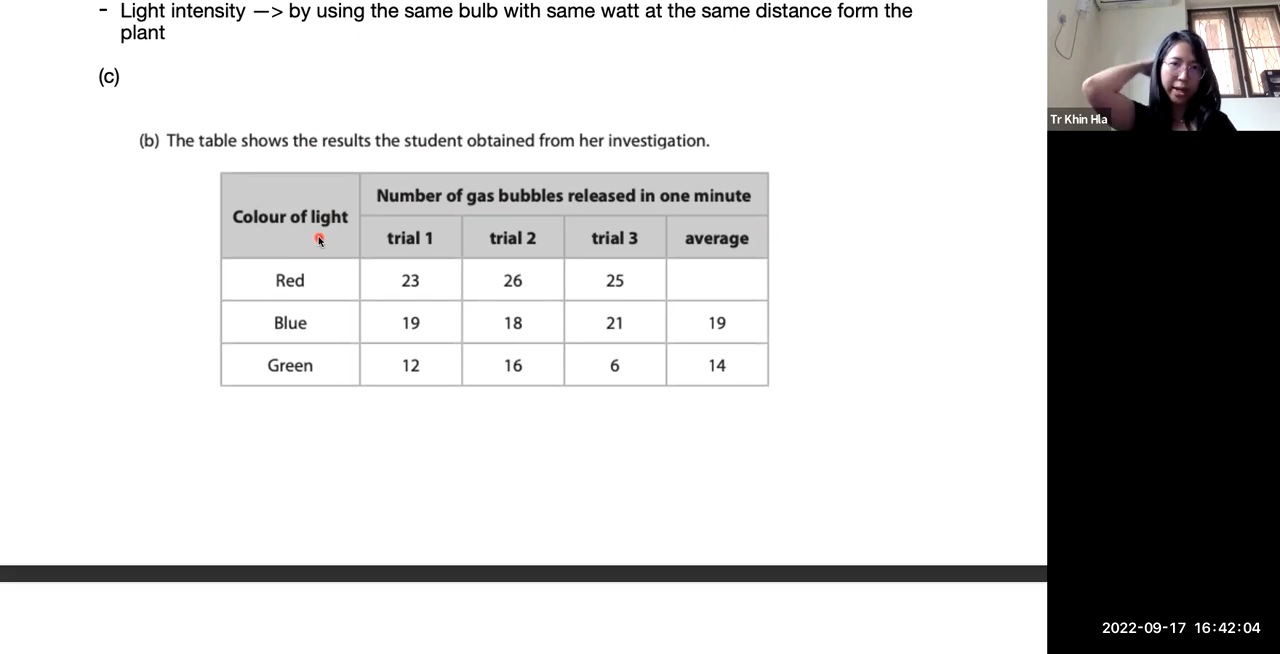 - Light intensity —> by using the same bulb with same watt at the same distance form the
plant
(c)
(b) The table shows the results the student obtained from her investigation.
Colour of light
Number of gas bubbles released in one minute
trial 1 trial 2 trial 3 average
Red 23 26 25
Blue 19 18 21 19
Green 12 16 6 14
Tr Khin Hla
2022-09-17 16:42:04